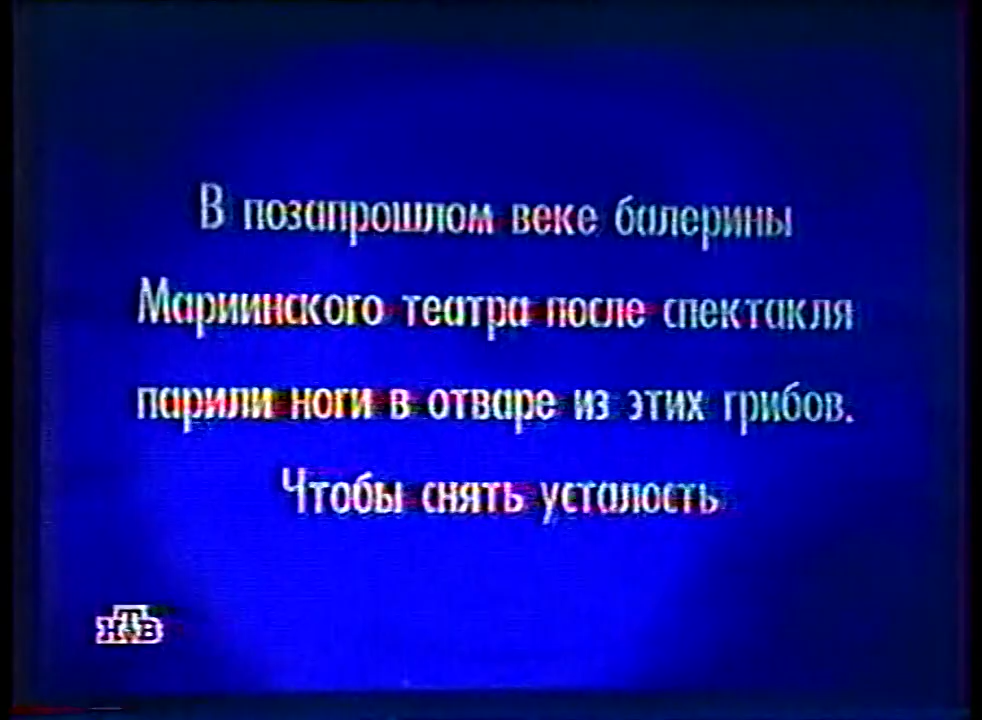 В позапрошлом веке балерины
Мариинского театра после спектакля
парили ноги в отваре из этих грибов.
Чтобы снять усталость
НТВ